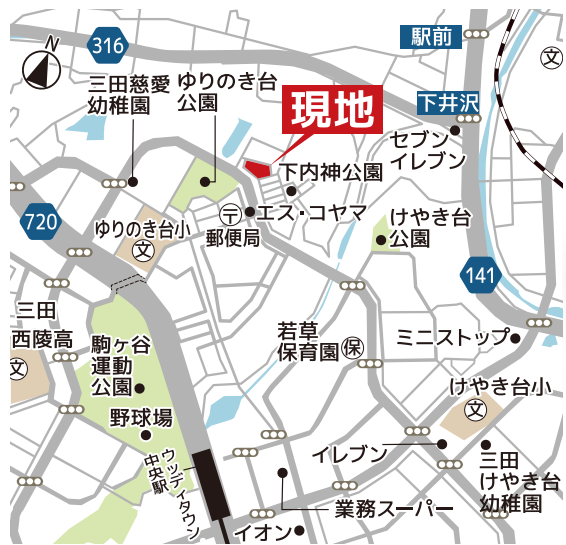 N
316
駅前
文
三田慈愛
幼稚園
ゆりのき台
公園
現地
下井沢
セブン
イレブン
下内神公園
720
ゆりのき台小
文
〒
エス・コヤマ
郵便局
けやき台
公園
141
三田
西陵高
文
駒ヶ谷
運動
公園
若草
保育園
保
ミニストップ
けやき台小
文
野球場
ウッディタウン
中央駅
イレブン
三田
けやき台
幼稚園
業務スーパー
イオン